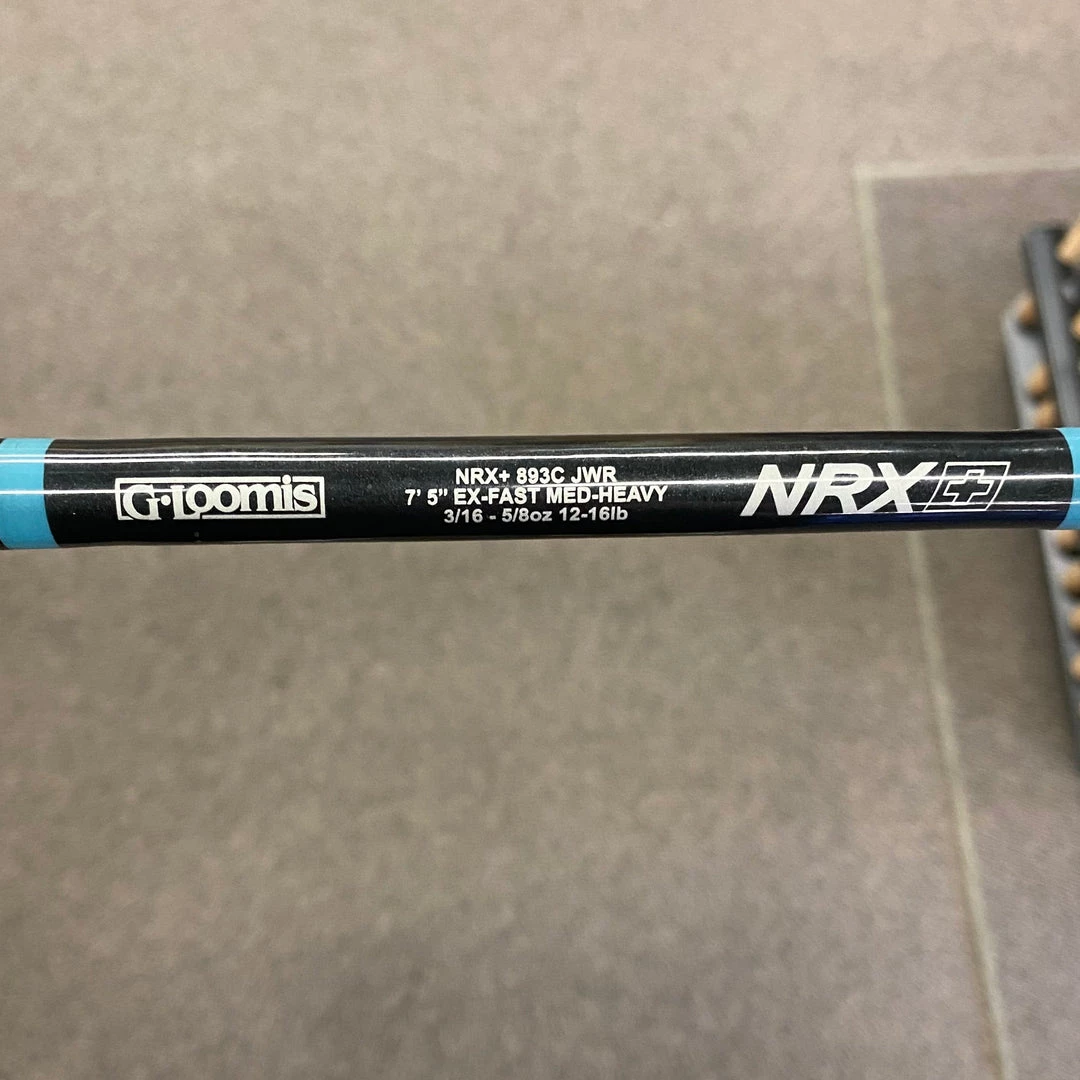 G·Loomis
NRX+ 893C JWR
7' 5" EX-FAST MED-HEAVY
3/16 - 5/8oz 12-16lb
NRX+